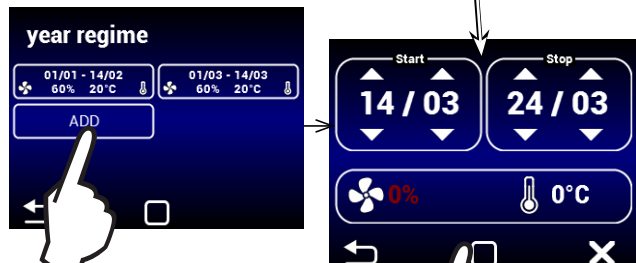 year regime
01/01 - 14/02
60% 20°C
01/03 - 14/03
60% 20°C
ADD
Start
14 / 03
Stop
24 / 03
0%
0°C